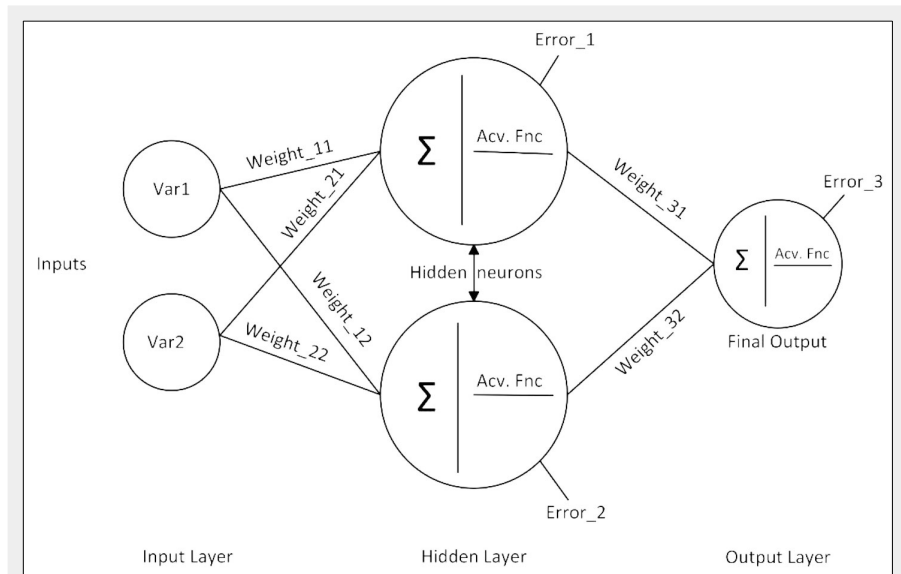 Error_1
Weight_11
Σ
Acv. Fnc
Var1
Weight_21
Weight_31
Error_3
Inputs
Hidden neurons
Σ
Acv. Fnc
Weight_12
Var2
Weight_22
Weight_32
Final Output
Σ
Acv. Fnc
Error_2
Input Layer
Hidden Layer
Output Layer